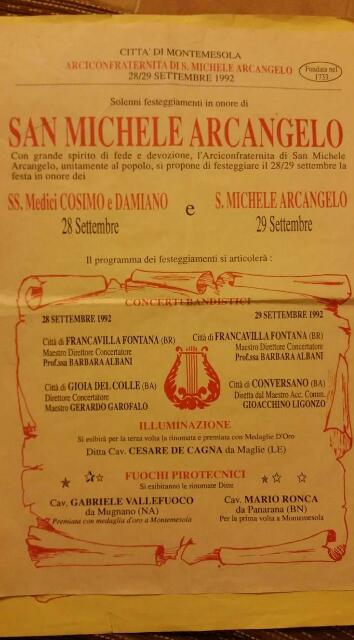 CITTA' DI MONTEMESOLA
ARCICONFRATERNITA DI S. MICHELE ARCANGELO
28/29 SETTEMBRE 1992
Fondata nel
1733
Solenni festeggiamenti in onore di
SAN MICHELE ARCANGELO
Con grande spirito di fede e devozione, l'Arciconfraternita di San Michele
Arcangelo, unitamente al popolo, si propone di festeggiare il 28/29 settembre la
festa in onore dei
SS. Medici COSIMO e DAMIANO
28 Settembre
e
S. MICHELE ARCANGELO
29 Settembre
Il programma dei festeggiamenti si articolerà :
CONCERTI BANDISTICI
28 SETTEMBRE 1992
Città di FRANCAVILLA FONTANA (BR)
Maestro Direttore Concertatore
Prof.ssa BARBARA ALBANI
Città di GIOIA DEL COLLE (BA)
Direttore Concertatore
Maestro GERARDO GAROFALO
29 SETTEMBRE 1992
Città di FRANCAVILLA FONTANA (BR)
Maestro Direttore Concertatore
Prof.ssa BARBARA ALBANI
Città di CONVERSANO (BA)
Diretta dal Maestro Acc. Comm.
GIOACCHINO LIGONZO
ILLUMINAZIONE
Si esibirà per la terza volta la rinomata e premiata con Medaglie D'Oro
Ditta Cav. CESARE DE CAGNA da Maglie (LE)
FUOCHI PIROTECNICI
Si esibiranno le rinomate Ditte
Cav. GABRIELE VALLEFUOCO
da Mugnano (NA)
Premiata con medaglia d'oro a Montemesola
Cav. MARIO RONCA
da Panarana (BN)
Per la prima volta a Montemesola